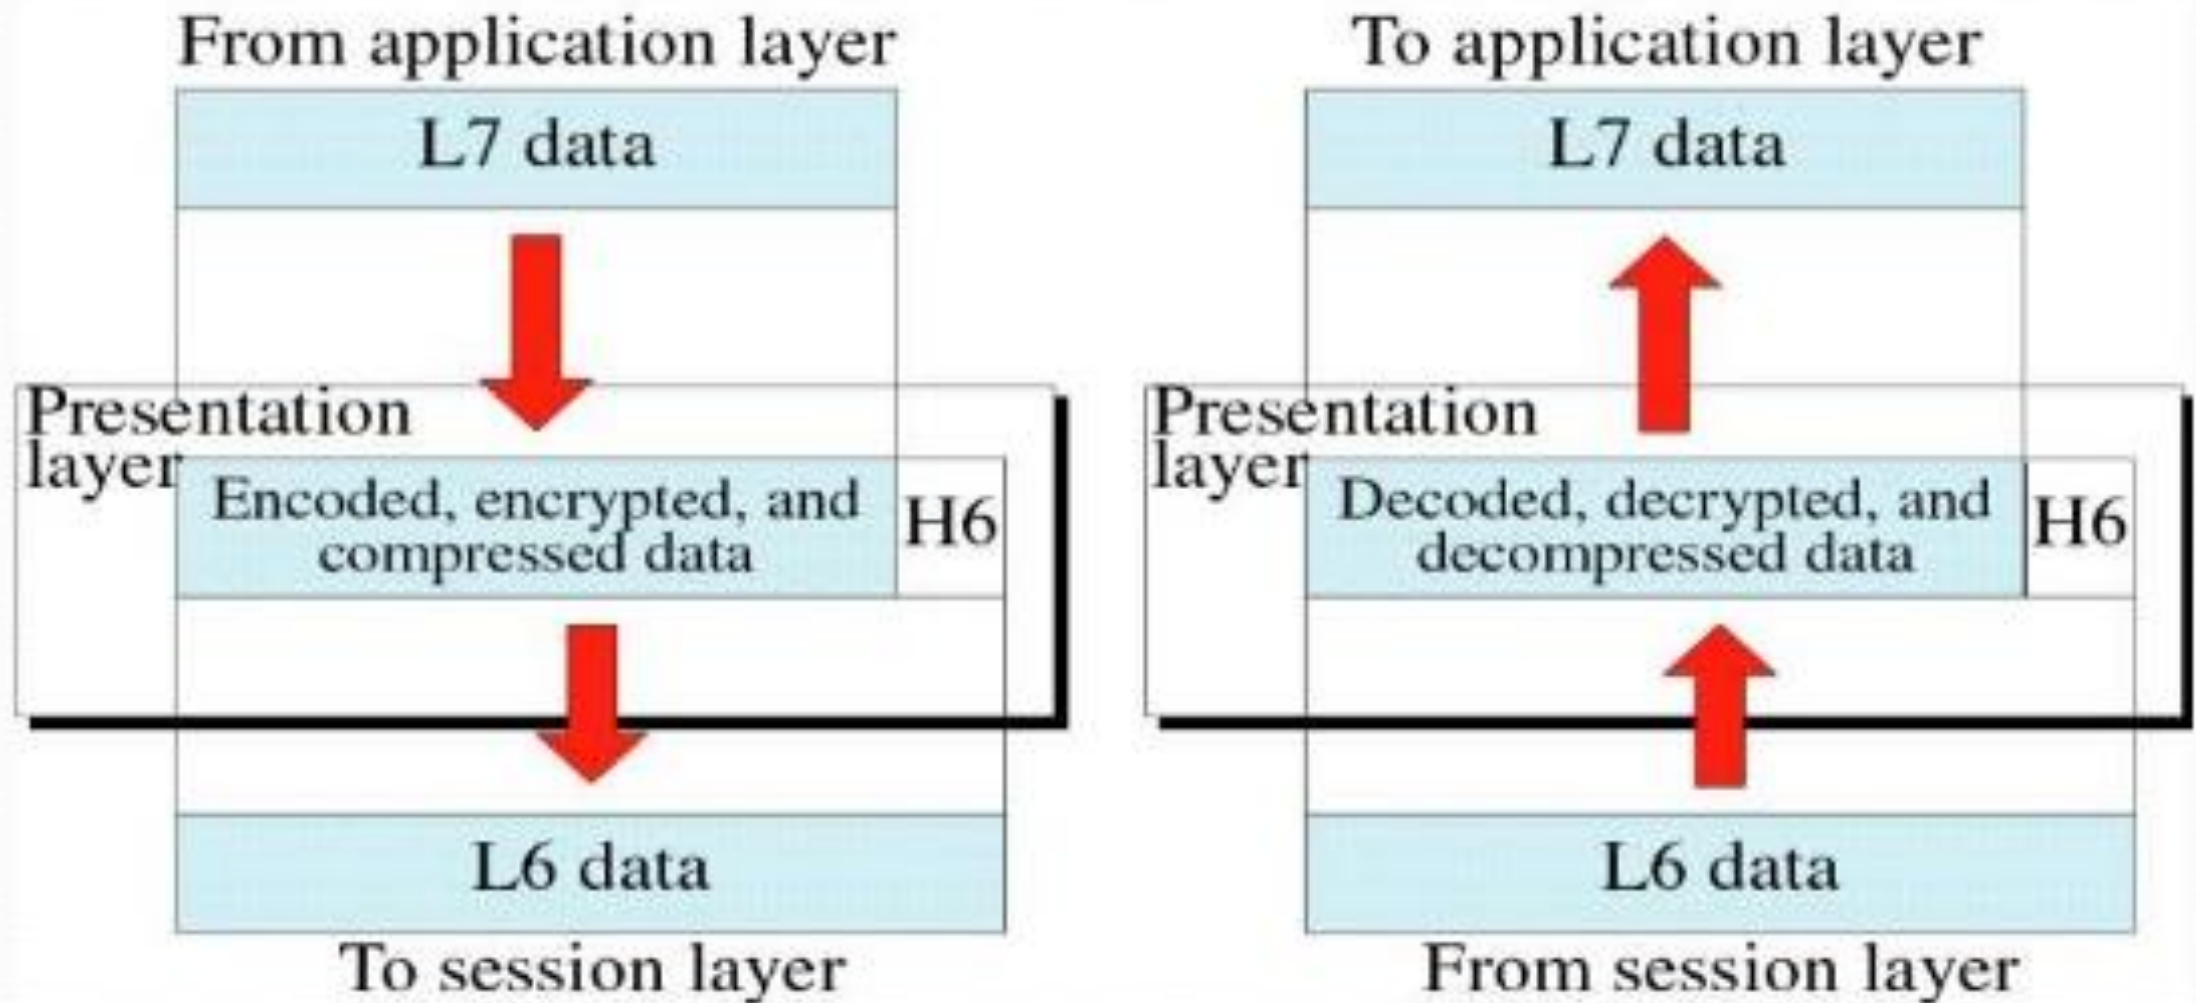 From application layer
L7 data
Presentation
layer
Encoded, encrypted, and
compressed data
H6
L6 data
To session layer
To application layer
L7 data
Presentation
layer
Decoded, decrypted, and
decompressed data
H6
L6 data
From session layer